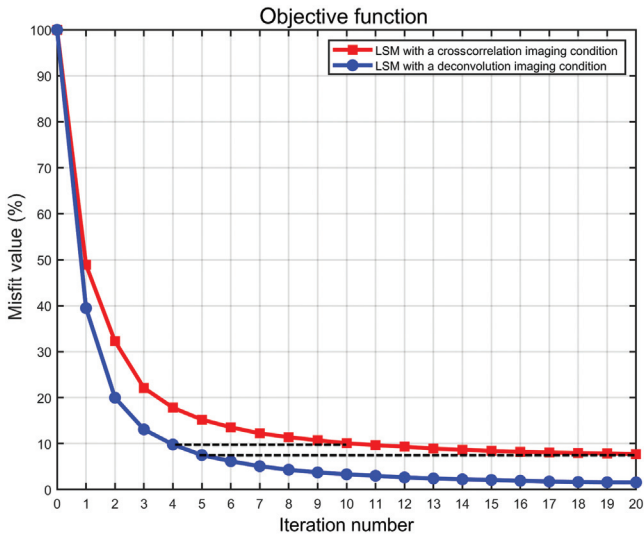 Objective function
LSM with a crosscorrelation imaging condition
LSM with a deconvolution imaging condition
Misfit value (%)
100
90
80
70
60
50
40
30
20
10
0
0 1 2 3 4 5 6 7 8 9 10 11 12 13 14 15 16 17 18 19 20
Iteration number